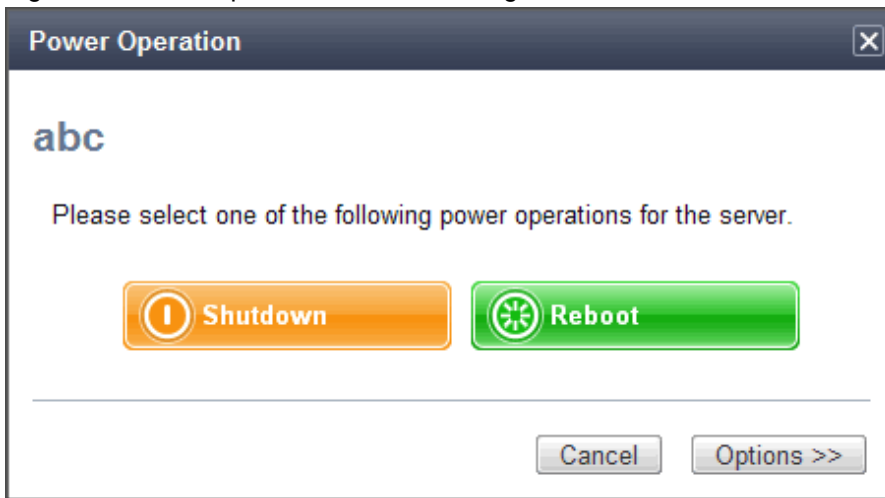 Power Operation
abc
Please select one of the following power operations for the server.
Shutdown Reboot
Cancel Options >>